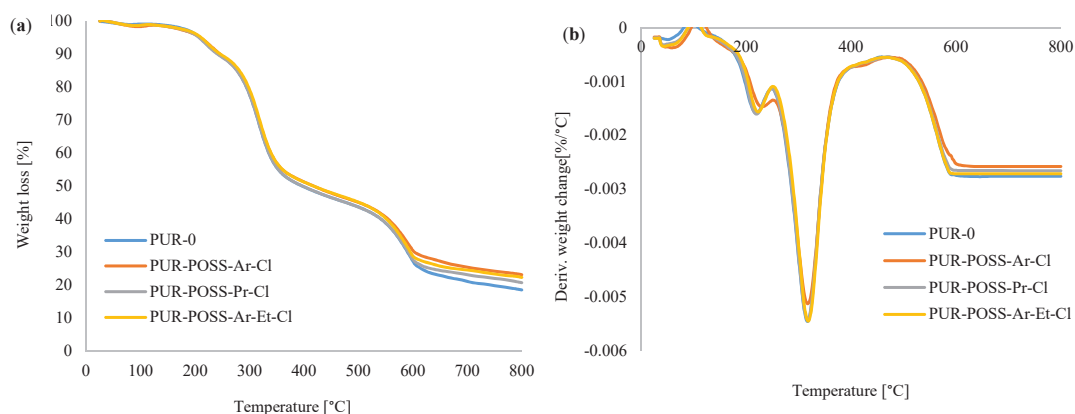 (a)
100
90
80
70
60
50
40
30
20
10
0
Weight loss [%]
PUR-0
PUR-POSS-Ar-Cl
PUR-POSS-Pr-Cl
PUR-POSS-Ar-Et-Cl
0 100 200 300 400 500 600 700 800
Temperature [°C]
(b)
0
-0.001
-0.002
-0.003
-0.004
-0.005
-0.006
Deriv. weight change[%/°C]
0 200 400 600 800
PUR-0
PUR-POSS-Ar-Cl
PUR-POSS-Pr-Cl
PUR-POSS-Ar-Et-Cl
Temperature [°C]